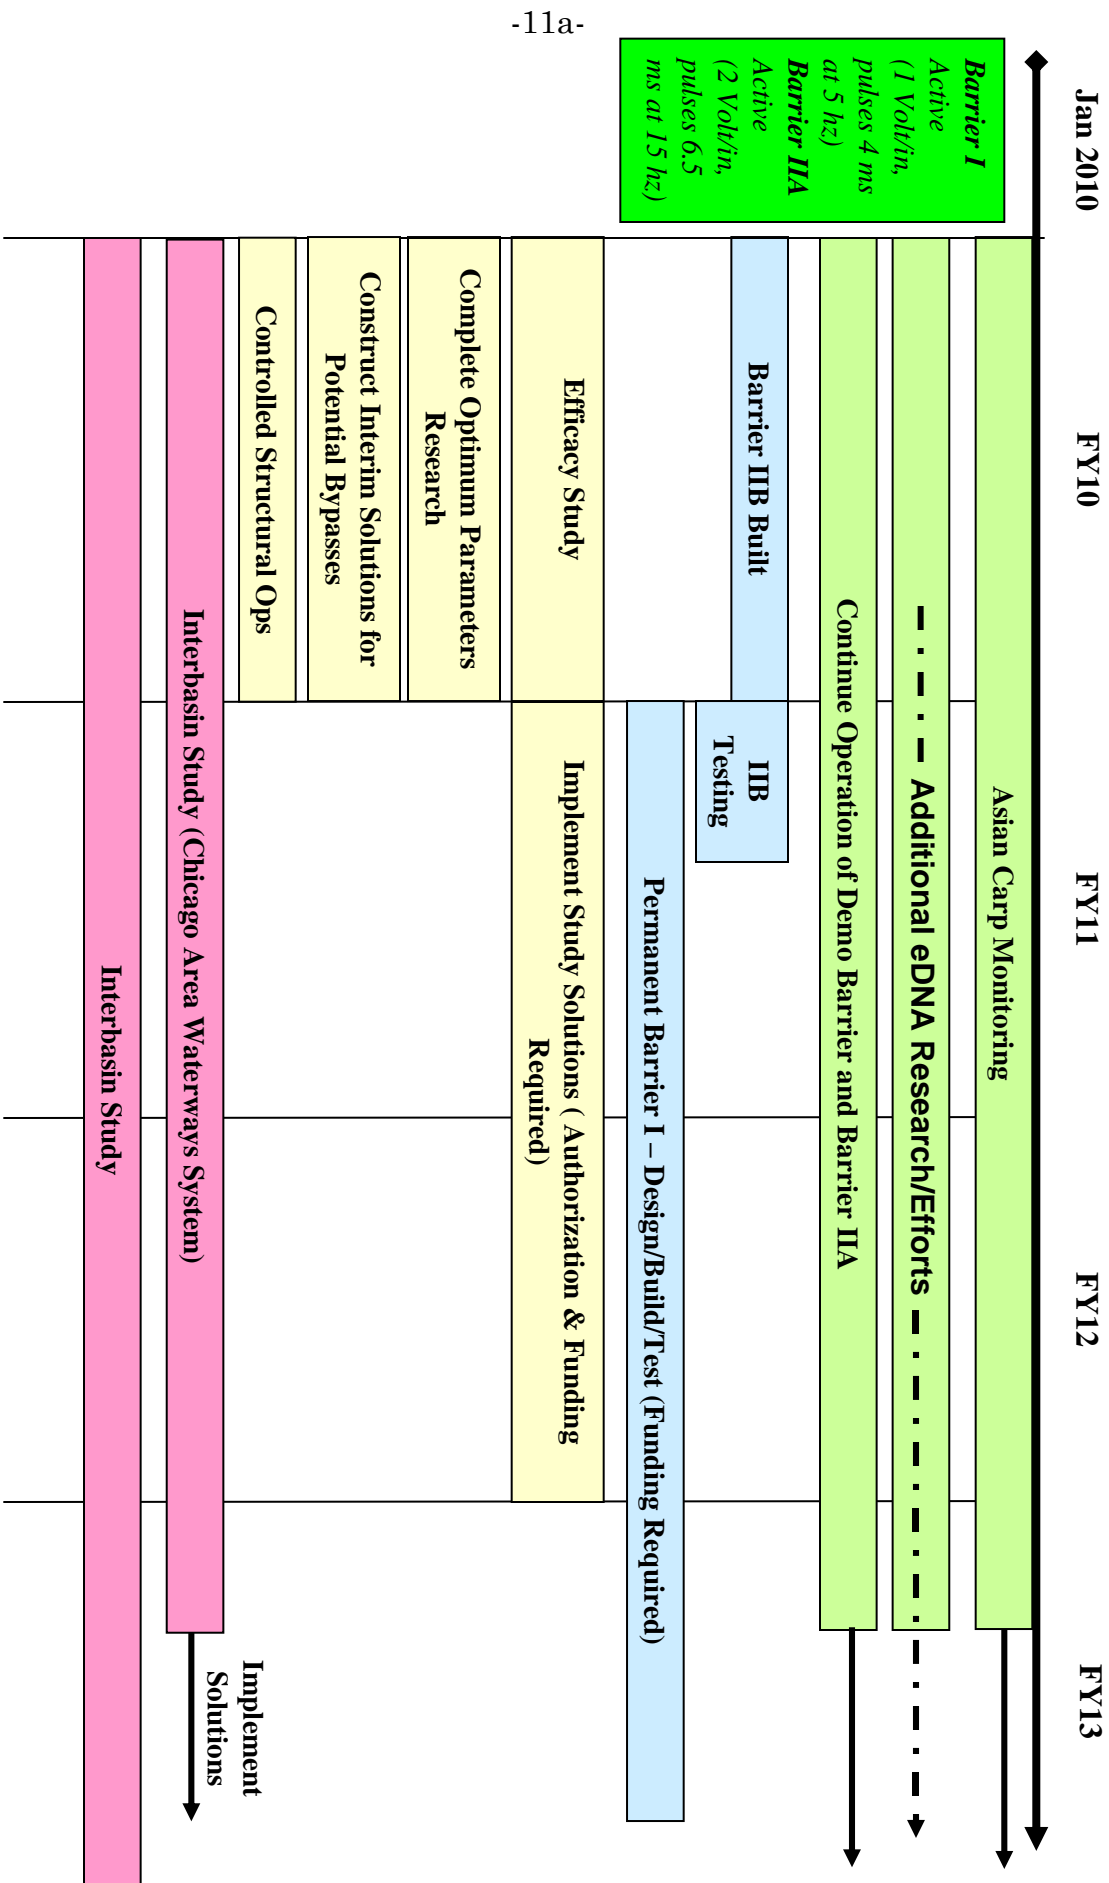 -11a-
Jan 2010
FY10
FY11
FY12
FY13
Barrier I
Active
(1 Volt/in,
pulses 4 ms
at 5 hz)
Barrier IIA
Active
(2 Volt/in,
pulses 6.5
ms at 15 hz)
Asian Carp Monitoring
Additional eDNA Research/Efforts
Continue Operation of Demo Barrier and Barrier IIA
Barrier IIB Built
IIB
Testing
Permanent Barrier I – Design/Build/Test (Funding Required)
Efficacy Study
Implement Study Solutions ( Authorization & Funding
Required)
Complete Optimum Parameters
Research
Construct Interim Solutions for
Potential Bypasses
Controlled Structural Ops
Interbasin Study (Chicago Area Waterways System)
Implement
Solutions
Interbasin Study